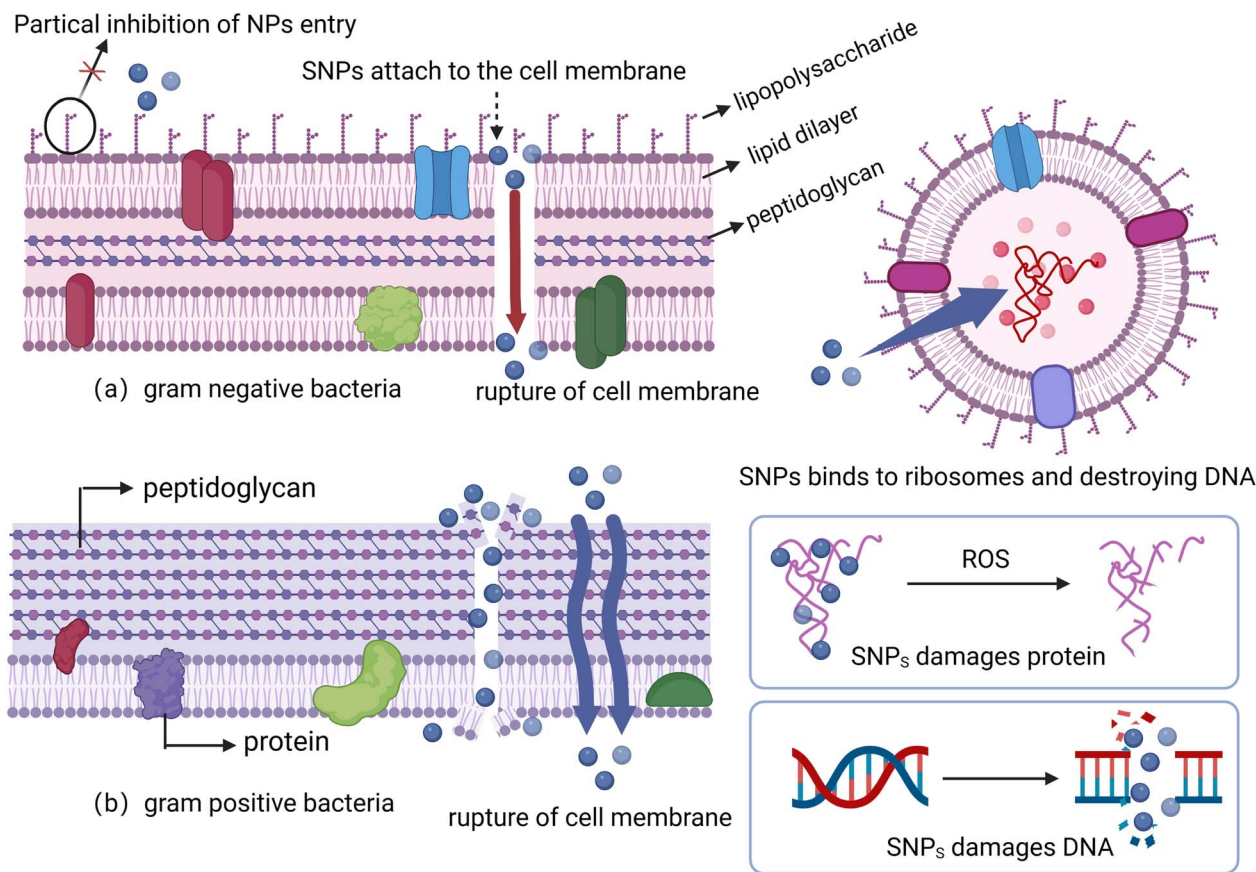 Partical inhibition of NPs entry
SNPs attach to the cell membrane
lipopolysaccharide
lipid dilayer
peptidoglycan
(a) gram negative bacteria
rupture of cell membrane
SNPs binds to ribosomes and destroying DNA
peptidoglycan
protein
(b) gram positive bacteria
rupture of cell membrane
ROS
SNPs damages protein
SNPs damages DNA